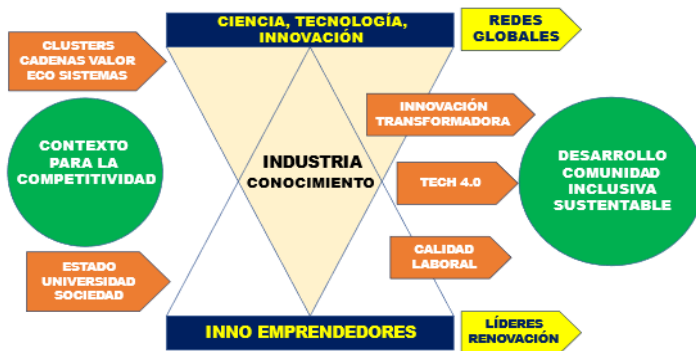 CIENCIA, TECNOLOGÍA,
INNOVACIÓN
REDES
GLOBALES
CLUSTERS
CADENAS VALOR
ECO SISTEMAS
INNOVACIÓN
TRANSFORMADORA
CONTEXTO
PARA LA
COMPETITIVIDAD
INDUSTRIA
CONOCIMIENTO
TECH 4.0
DESARROLLO
COMUNIDAD
INCLUSIVA
SUSTENTABLE
CALIDAD
LABORAL
ESTADO
UNIVERSIDAD
SOCIEDAD
INNO EMPRENDEDORES
LÍDERES
RENOVACIÓN